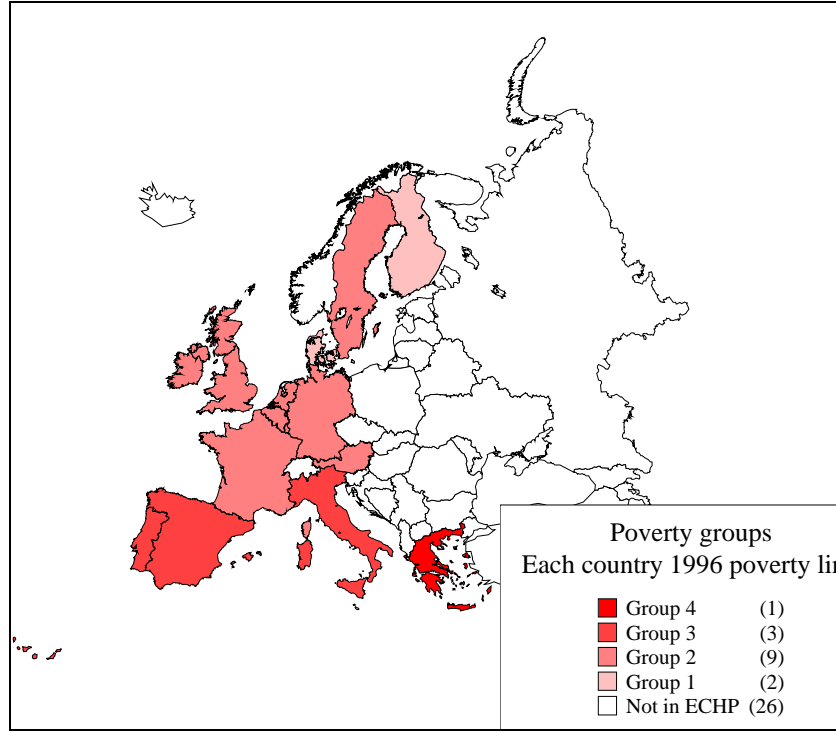 Poverty groups
Each country 1996 poverty lin
Group 4 (1)
Group 3 (3)
Group 2 (9)
Group 1 (2)
Not in ECHP (26)